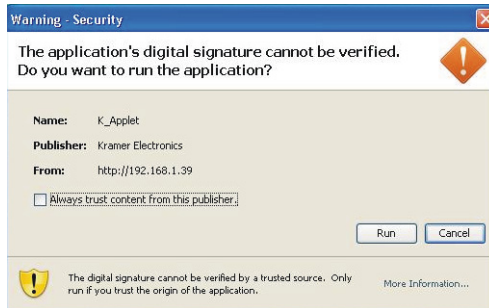 Warning - Security
The application's digital signature cannot be verified.
Do you want to run the application?
Name: K_Applet
Publisher: Kramer Electronics
From: http://192.168.1.39
Always trust content from this publisher.
Run Cancel
The digital signature cannot be verified by a trusted source. Only
run if you trust the origin of the application.
More Information...